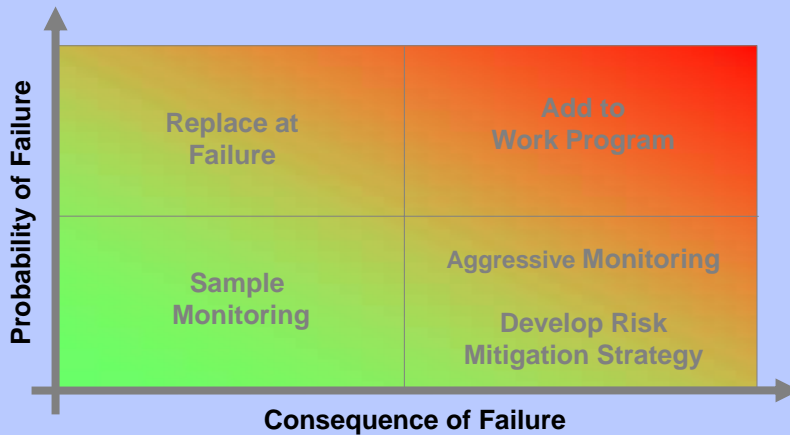 Probability of Failure
Replace at
Failure
Add to
Work Program
Sample
Monitoring
Aggressive Monitoring
Develop Risk
Mitigation Strategy
Consequence of Failure